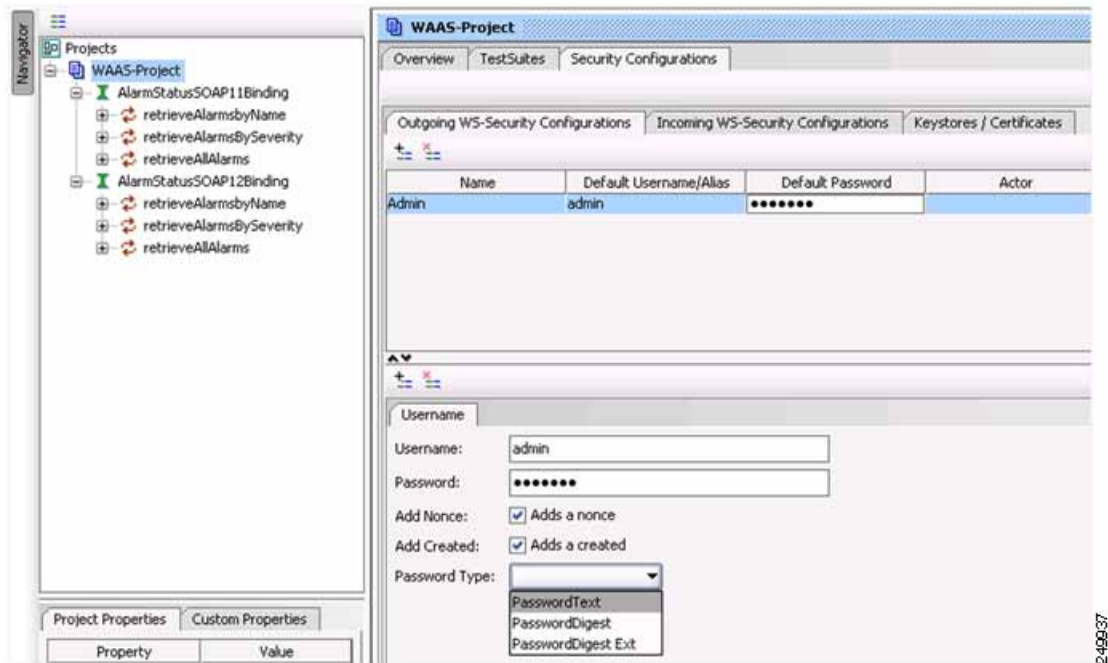 Navigator
Projects
WAAS-Project
AlarmStatusSOAP11Binding
retrieveAlarmsbyName
retrieveAlarmsBySeverity
retrieveAllAlarms
AlarmStatusSOAP12Binding
retrieveAlarmsbyName
retrieveAlarmsBySeverity
retrieveAllAlarms
Project Properties Custom Properties
Property Value
WAAS-Project
Overview TestSuites Security Configurations
Outgoing WS-Security Configurations Incoming WS-Security Configurations Keystores / Certificates
Name Default Username/Alias Default Password Actor
Admin admin •••••••
Username
Username: admin
Password: •••••••
Add Nonce: Adds a nonce
Add Created: Adds a created
Password Type:
PasswordText
PasswordDigest
PasswordDigest Ext
249937